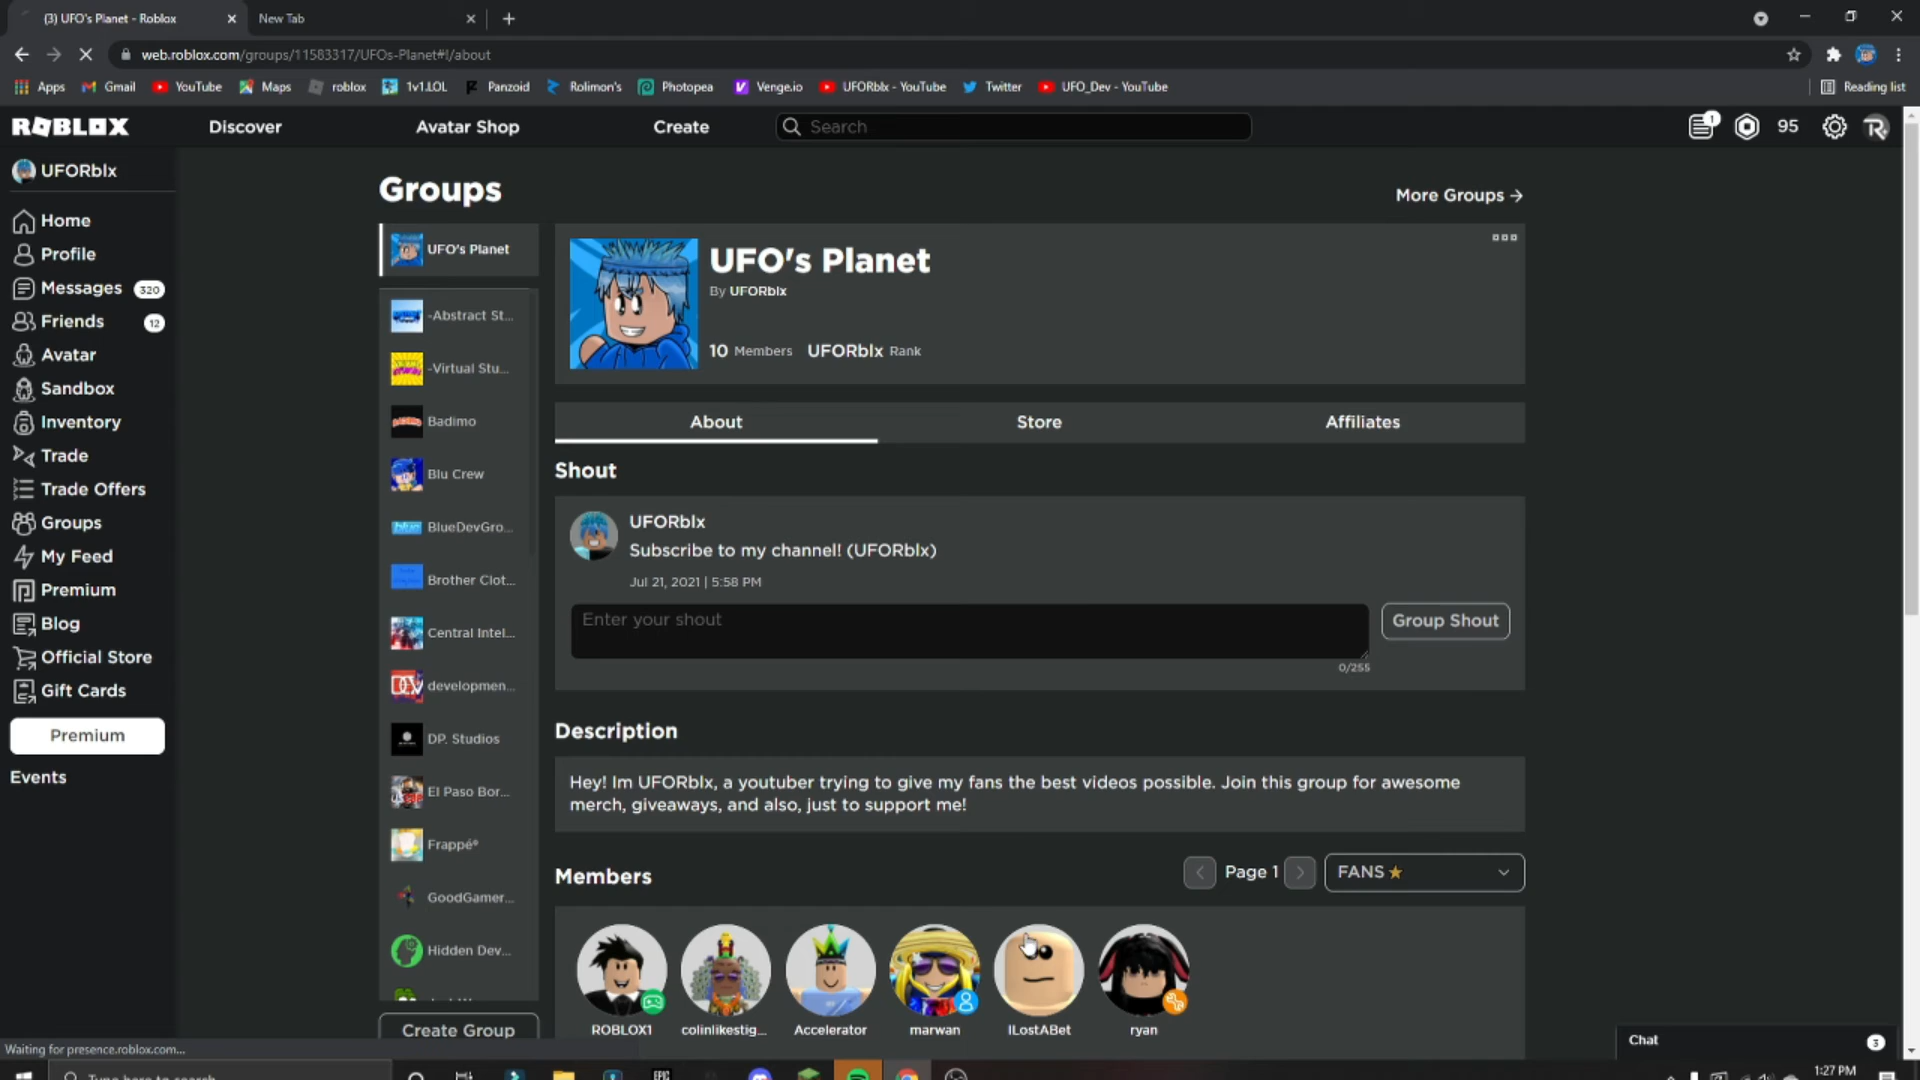 (3) UFO's Planet - Roblox
New Tab
web.roblox.com/groups/11583317/UFOs-Planet#!/about
Apps Gmail YouTube Maps roblox 1v1.LOL Panzoid Rolimon's Photopea Venge.io UFORblx - YouTube Twitter UFO_Dev - YouTube Reading list
ROBLOX Discover Avatar Shop Create Search 1 95
UFORblx
Home
Profile
Messages 320
Friends 12
Avatar
Sandbox
Inventory
Trade
Trade Offers
Groups
My Feed
Premium
Blog
Official Store
Gift Cards
Premium
Events
Groups
More Groups →
UFO's Planet
-Abstract St...
-Virtual Stu...
Badimo
Blu Crew
BlueDevGro...
Brother Clot...
Central Intel...
developmen...
DP. Studios
El Paso Bor...
Frappé®
GoodGamer...
Hidden Dev...
Create Group
UFO's Planet
By UFORblx
10 Members UFORblx Rank
About Store Affiliates
Shout
UFORblx
Subscribe to my channel! (UFORblx)
Jul 21, 2021 | 5:58 PM
Enter your shout
Group Shout
0/255
Description
Hey! Im UFORblx, a youtuber trying to give my fans the best videos possible. Join this group for awesome
merch, giveaways, and also, just to support me!
Members
Page 1
FANS ★
ROBLOX1 colinlikestig... Accelerator marwan ILostABet ryan
Chat 3
Waiting for presence.roblox.com...
Type here to search
EPIC
1:27 PM